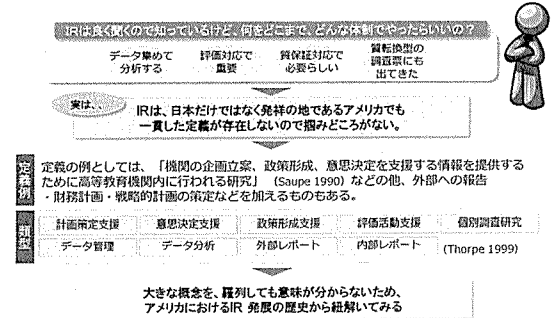 IRは良く聞くので知っているけど、何をどこまで、どんな体制でやったらいいの？
データ集めて
分析する
評価対応で
重要
質保証対応で
必要らしい
質転換型の
調査票にも
出てきた
実は、、
IRは、日本だけではなく発祥の地であるアメリカでも
一貫した定義が存在しないので掴みどころがない。
定義例
定義の例としては、「機関の企画立案、政策形成、意思決定を支援する情報を提供する
ために高等教育機関内に行われる研究」（Saupe 1990）などの他、外部への報告
・財務計画・戦略的計画の策定などを加えるものもある。
類型
計画策定支援 意思決定支援 政策形成支援 評価活動支援 個別調査研究
データ管理 データ分析 外部レポート 内部レポート (Thorpe 1999)
大きな概念を、羅列しても意味が分からないため、
アメリカにおけるIR 発展の歴史から紐解いてみる